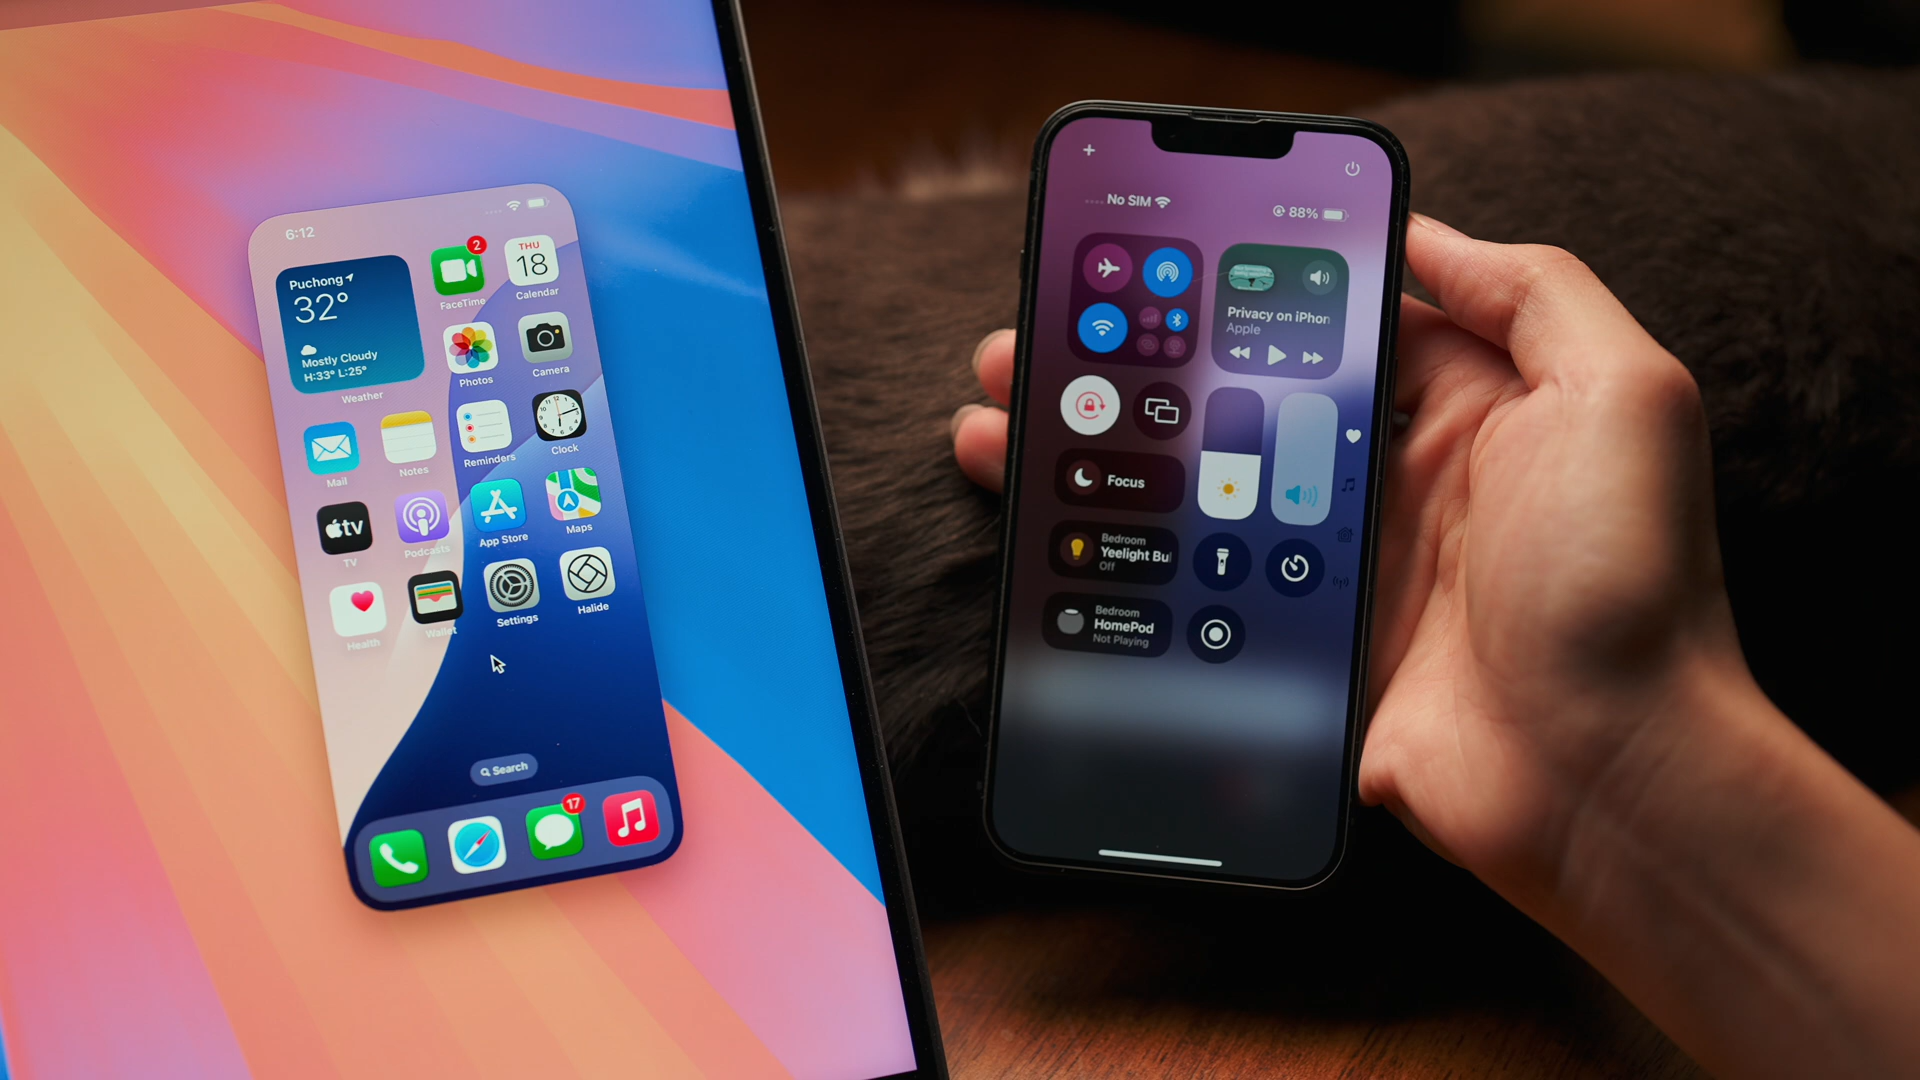 6:12
Puchong
32°
Mostly Cloudy
H:33° L:25°
Weather
2
FaceTime
THU
18
Calendar
Photos
Camera
Mail
Notes
Reminders
Clock
tv
TV
Podcasts
App Store
Maps
Health
Wallet
Settings
Halide
Search
17
No SIM
88%
Privacy on iPhon
Apple
Focus
Bedroom
Yeelight Bu
Off
Bedroom
HomePod
Not Playing